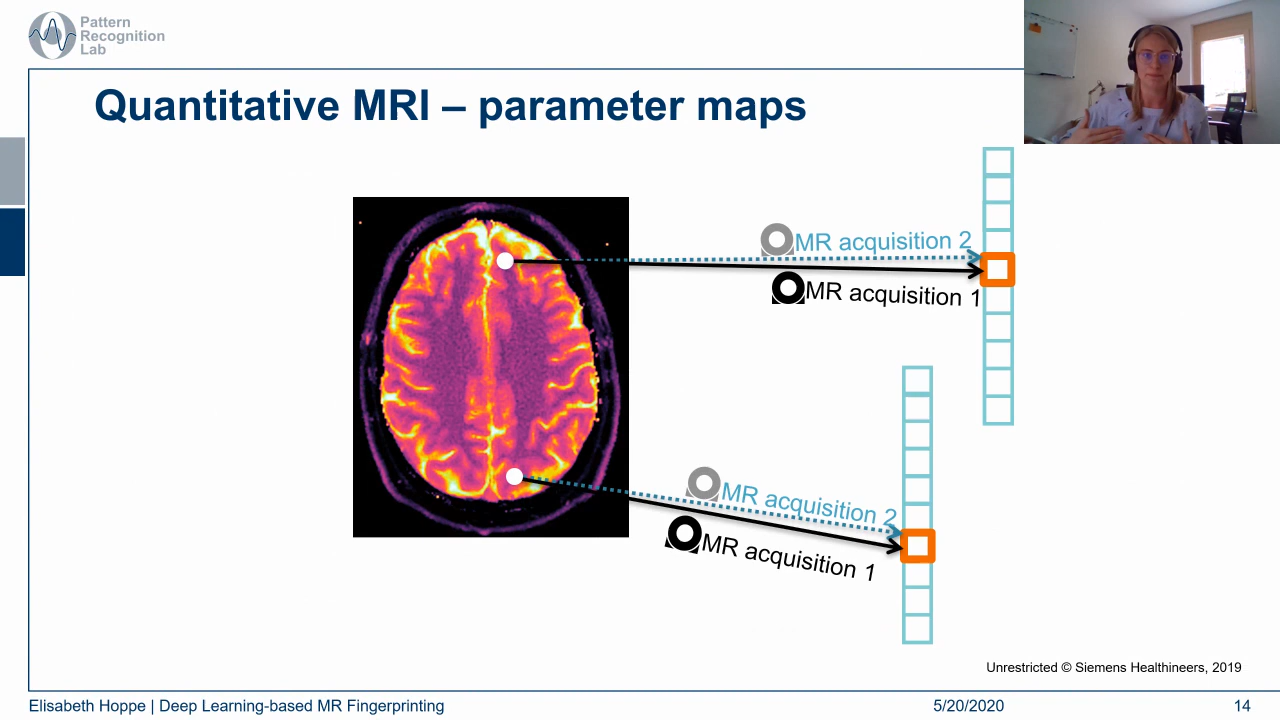 Pattern
Recognition
Lab
Quantitative MRI – parameter maps
MR acquisition 2
MR acquisition 1
MR acquisition 2
MR acquisition 1
Unrestricted © Siemens Healthineers, 2019
Elisabeth Hoppe | Deep Learning-based MR Fingerprinting
5/20/2020
14